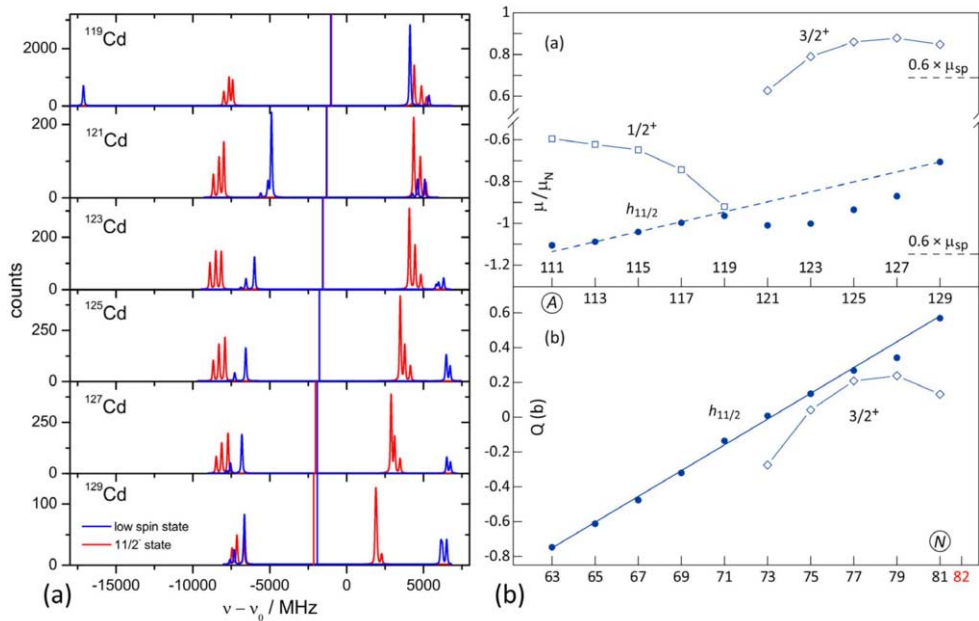 119Cd
2000
0
121Cd
200
100
0
123Cd
200
0
125Cd
500
250
0
127Cd
400
200
0
129Cd
low spin state
11/2- state
100
0
counts
-15000 -10000 -5000 0 5000
ν – ν0 / MHz
(a)
(a)
3/2+
1
0.8
0.6 × μsp
-0.6
1/2+
-0.8
h11/2
-1
0.6 × μsp
-1.2
μ/μN
111 115 119 123 127
A 113 117 121 125 129
(b)
0.6
0.4
0.2
0
-0.2
-0.4
-0.6
-0.8
h11/2
3/2+
Q (b)
N
63 65 67 69 71 73 75 77 79 81 82
(b)